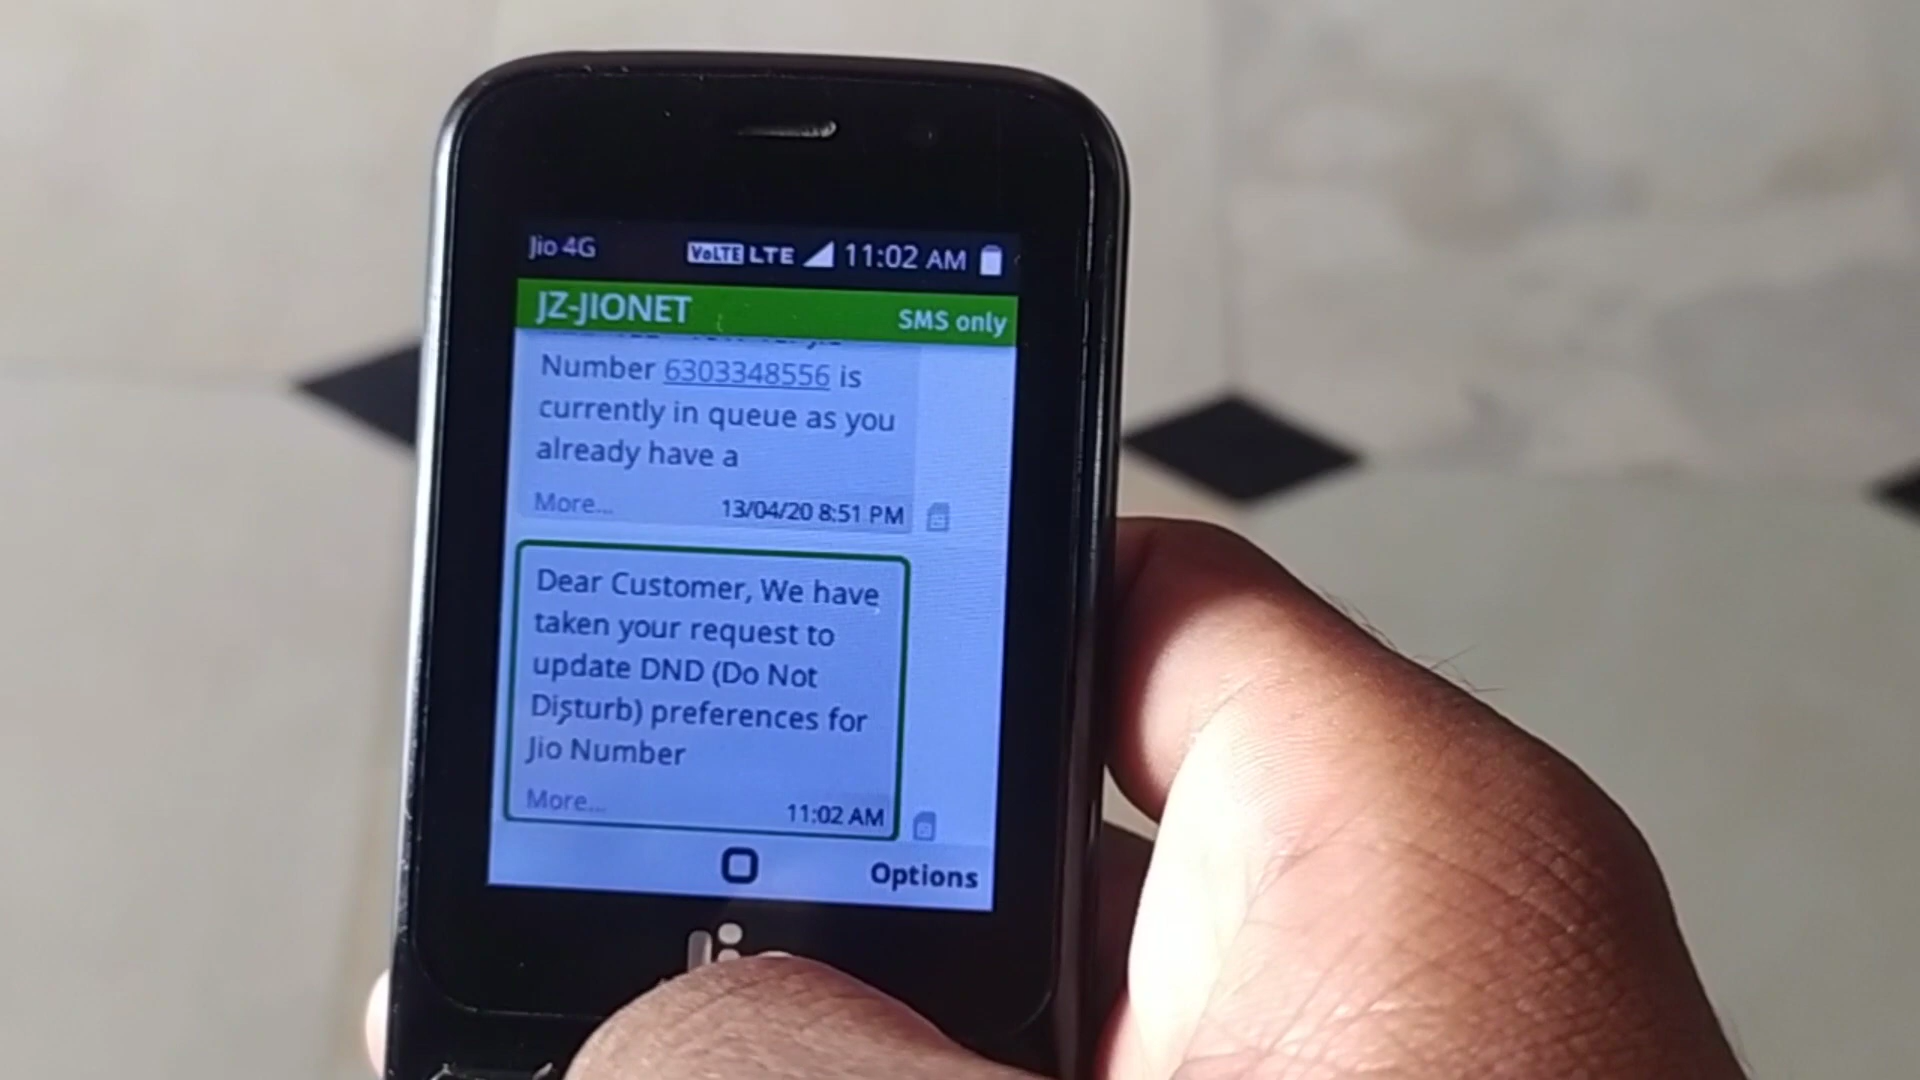 Jio 4G VoLTE LTE 11:02 AM
JZ-JIONET SMS only
Number 6303348556 is
currently in queue as you
already have a
More... 13/04/20 8:51 PM
Dear Customer, We have
taken your request to
update DND (Do Not
Disturb) preferences for
Jio Number
More... 11:02 AM
Options